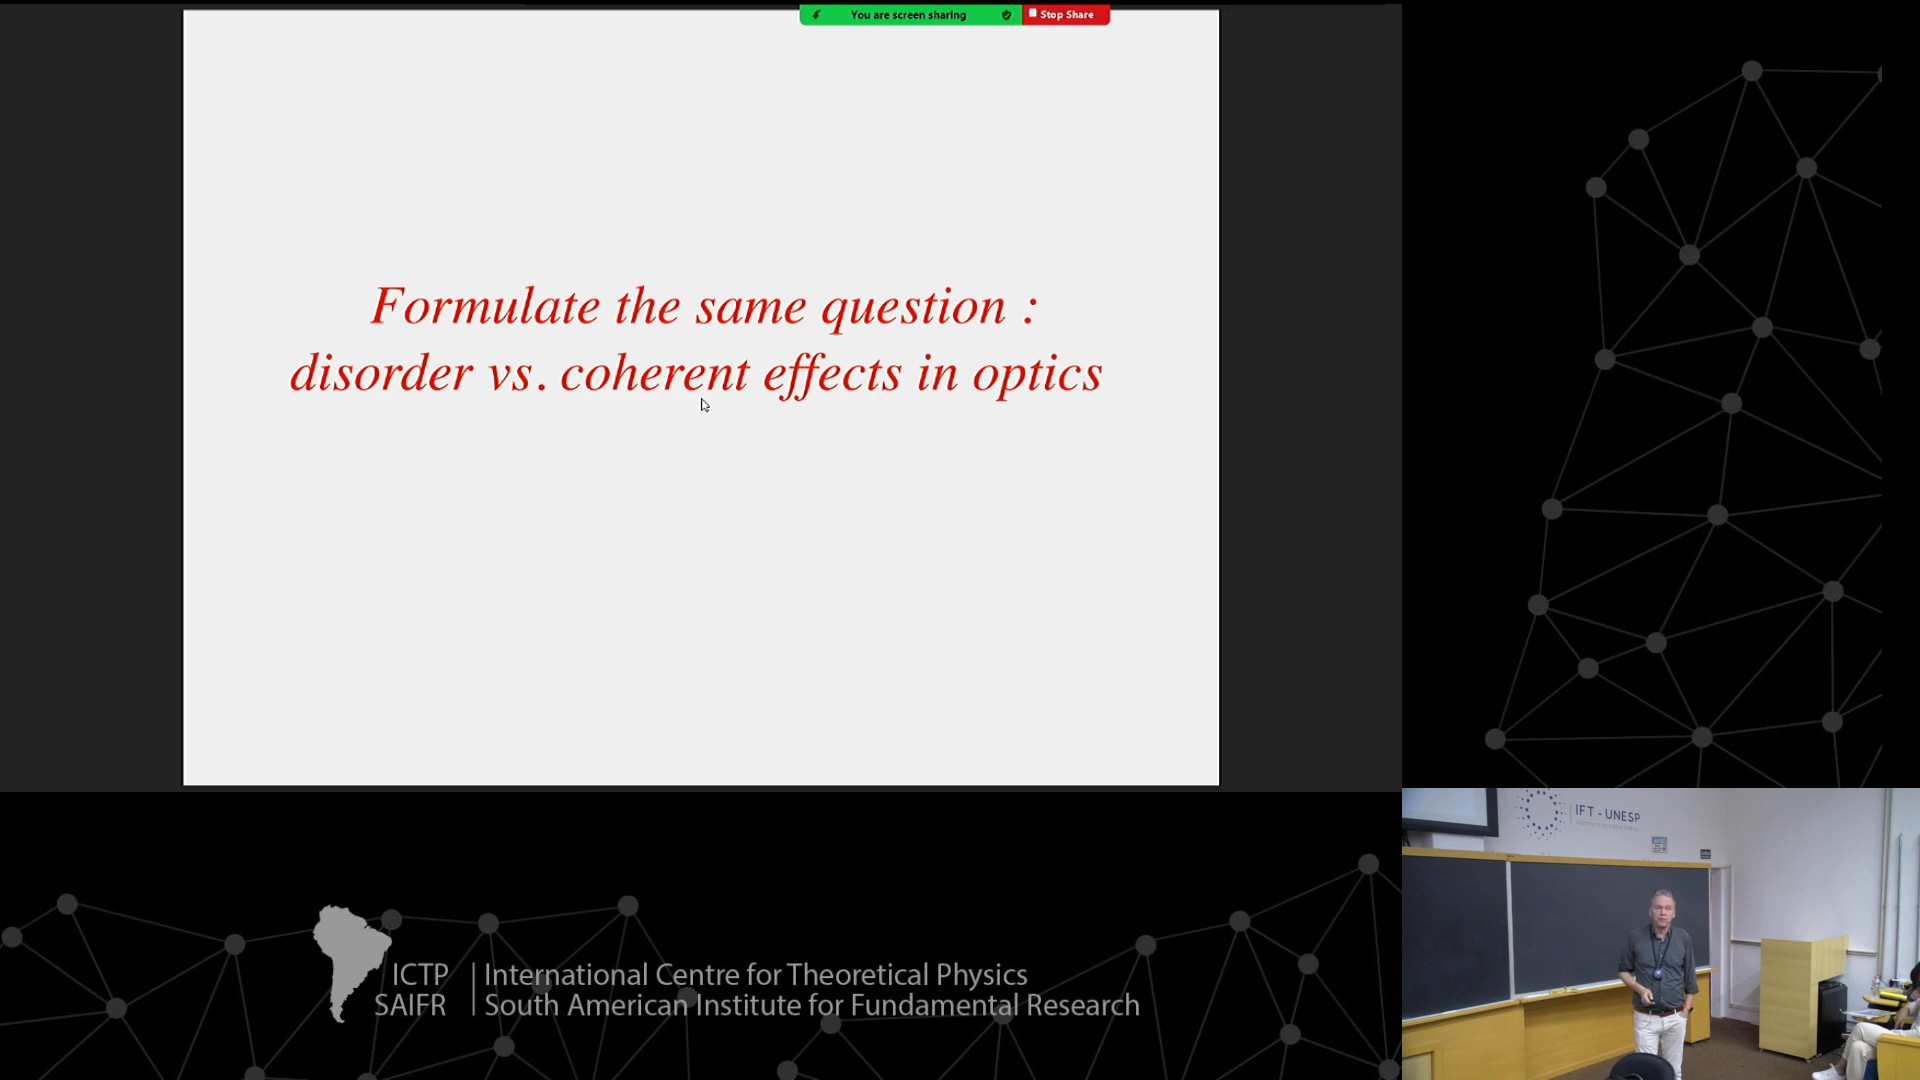 You are screen sharing
Stop Share
Formulate the same question :
disorder vs. coherent effects in optics
IFT - UNESP
ICTP
SAIFR
International Centre for Theoretical Physics
South American Institute for Fundamental Research